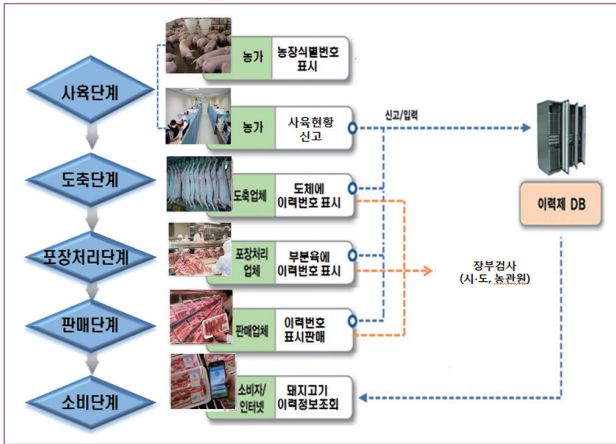 사육단계
농가
농장식별번호
표시
농가
사육현황
신고
신고/입력
이력제 DB
도축단계
도축업체
도체에
이력번호 표시
포장처리단계
포장처리
업체
부분육에
이력번호 표시
장부검사
(시·도, 농관원)
판매단계
판매업체
이력번호
표시판매
소비단계
소비자/
인터넷
돼지고기
이력정보조회